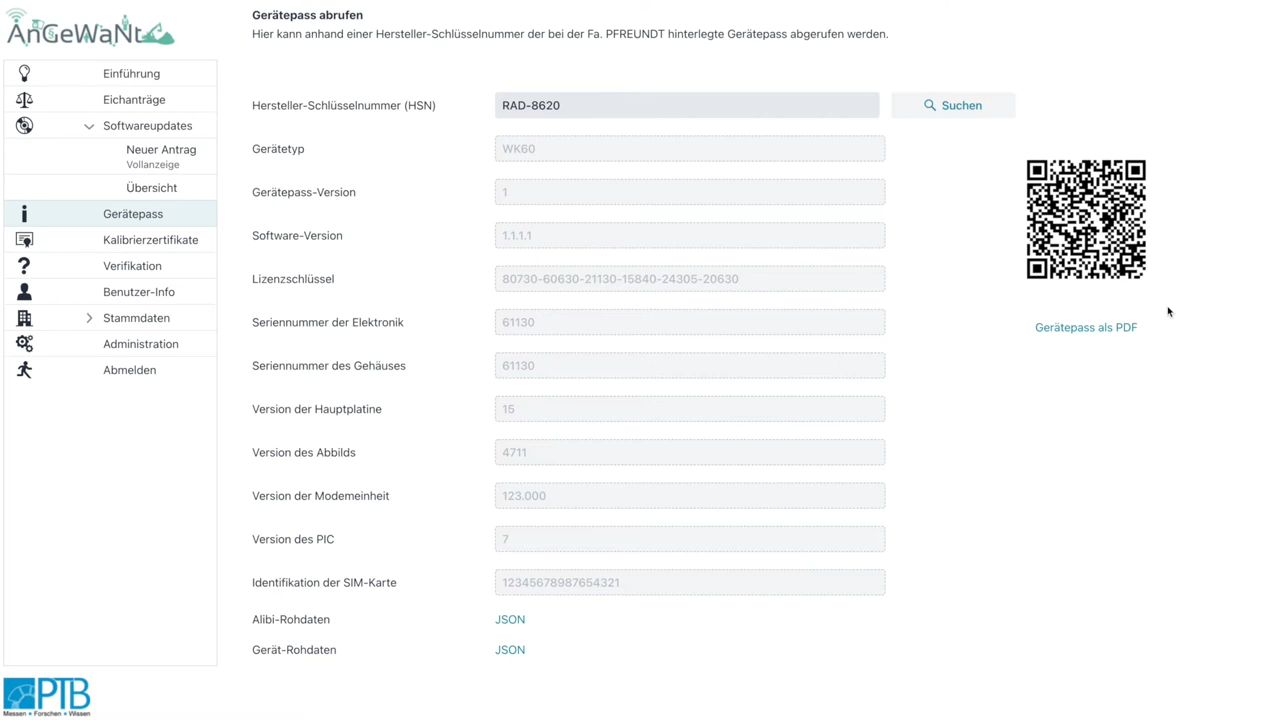 AnGeWaNt
Einführung
Eichanträge
Softwareupdates
Neuer Antrag
Vollanzeige
Übersicht
Gerätepass
Kalibrierzertifikate
Verifikation
Benutzer-Info
Stammdaten
Administration
Abmelden
PTB
Messen • Forschen • Wissen
Gerätepass abrufen
Hier kann anhand einer Hersteller-Schlüsselnummer der bei der Fa. PFREUNDT hinterlegte Gerätepass abgerufen werden.
Hersteller-Schlüsselnummer (HSN) RAD-8620 Suchen
Gerätetyp WK60
Gerätepass-Version 1
Software-Version 1.1.1.1
Lizenzschlüssel 80730-60630-21130-15840-24305-20630
Seriennummer der Elektronik 61130
Seriennummer des Gehäuses 61130
Version der Hauptplatine 15
Version des Abbilds 4711
Version der Modemeinheit 123.000
Version des PIC 7
Identifikation der SIM-Karte 12345678987654321
Alibi-Rohdaten JSON
Gerät-Rohdaten JSON
Gerätepass als PDF